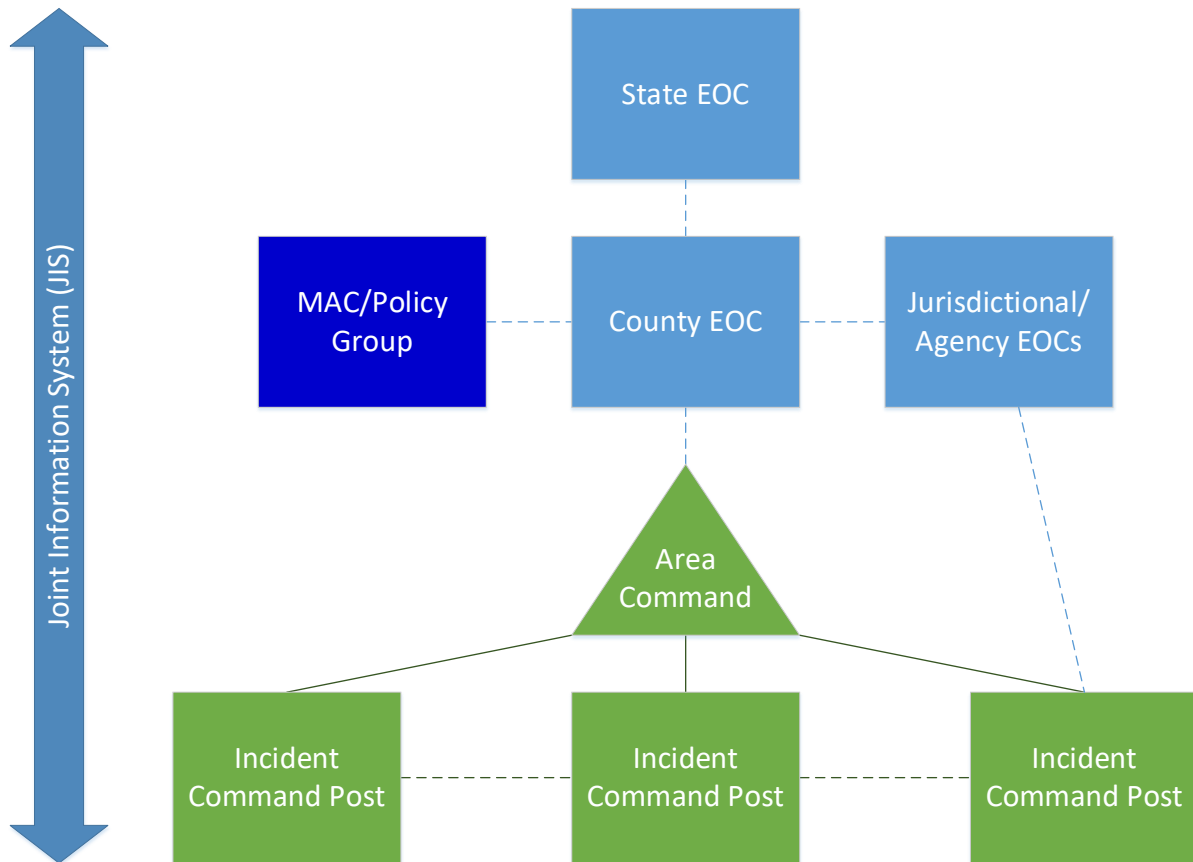 Joint Information System (JIS)
State EOC
MAC/Policy
Group
County EOC
Jurisdictional/
Agency EOCs
Area
Command
Incident
Command Post
Incident
Command Post
Incident
Command Post